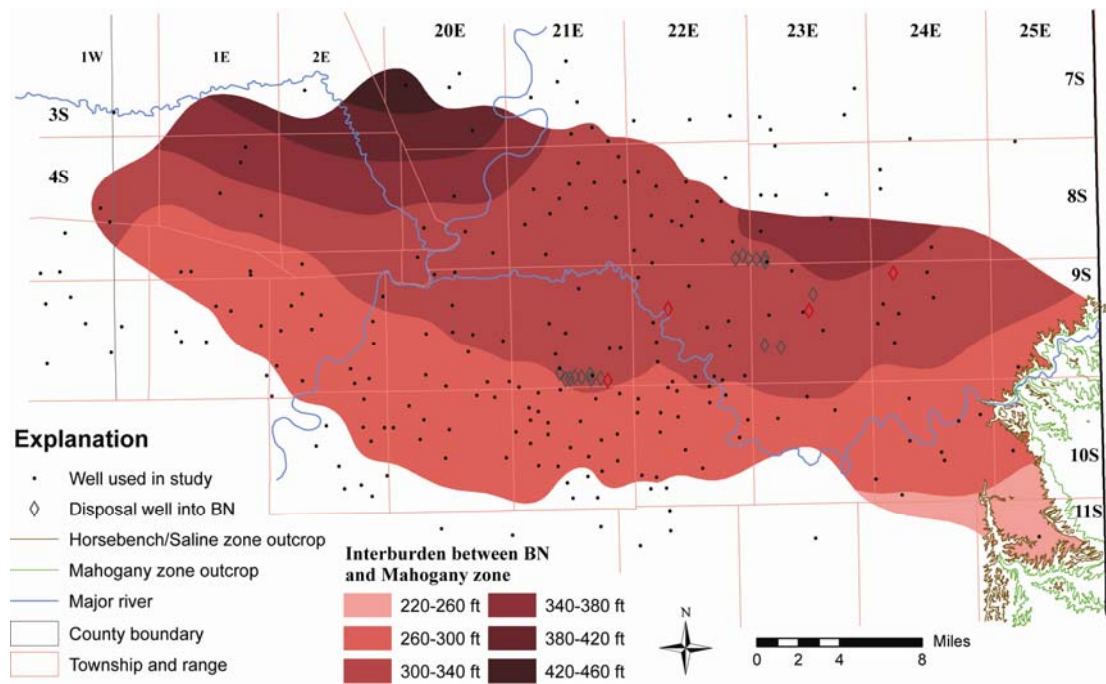 20E 21E 22E 23E 24E 25E
1W 1E 2E
7S
3S
4S
8S
9S
10S
11S
Explanation
Well used in study
Disposal well into BN
Horsebench/Saline zone outcrop
Mahogany zone outcrop
Major river
County boundary
Township and range
Interburden between BN
and Mahogany zone
220-260 ft 340-380 ft
260-300 ft 380-420 ft
300-340 ft 420-460 ft
N
Miles
0 2 4 8